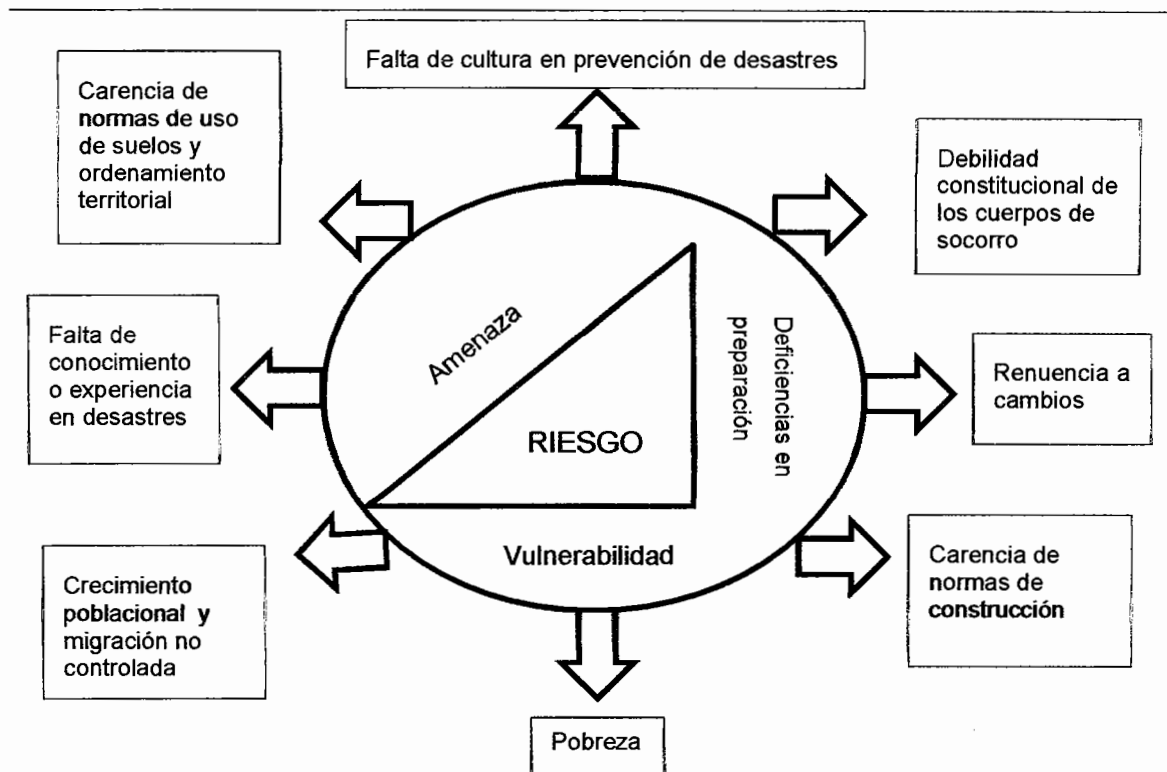 Falta de cultura en prevención de desastres
Carencia de
normas de uso
de suelos y
ordenamiento
territorial
Debilidad
constitucional de
los cuerpos de
socorro
Falta de
conocimiento
o experiencia
en desastres
Amenaza
RIESGO
Deficiencias en
preparación
Vulnerabilidad
Renuencia a
cambios
Crecimiento
poblacional y
migración no
controlada
Carencia de
normas de
construcción
Pobreza